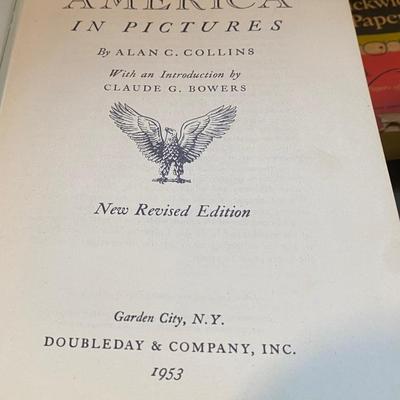 AMERICA
IN PICTURES
By ALAN C. COLLINS
With an Introduction by
CLAUDE G. BOWERS
New Revised Edition
Garden City, N.Y.
DOUBLEDAY & COMPANY, INC.
1953